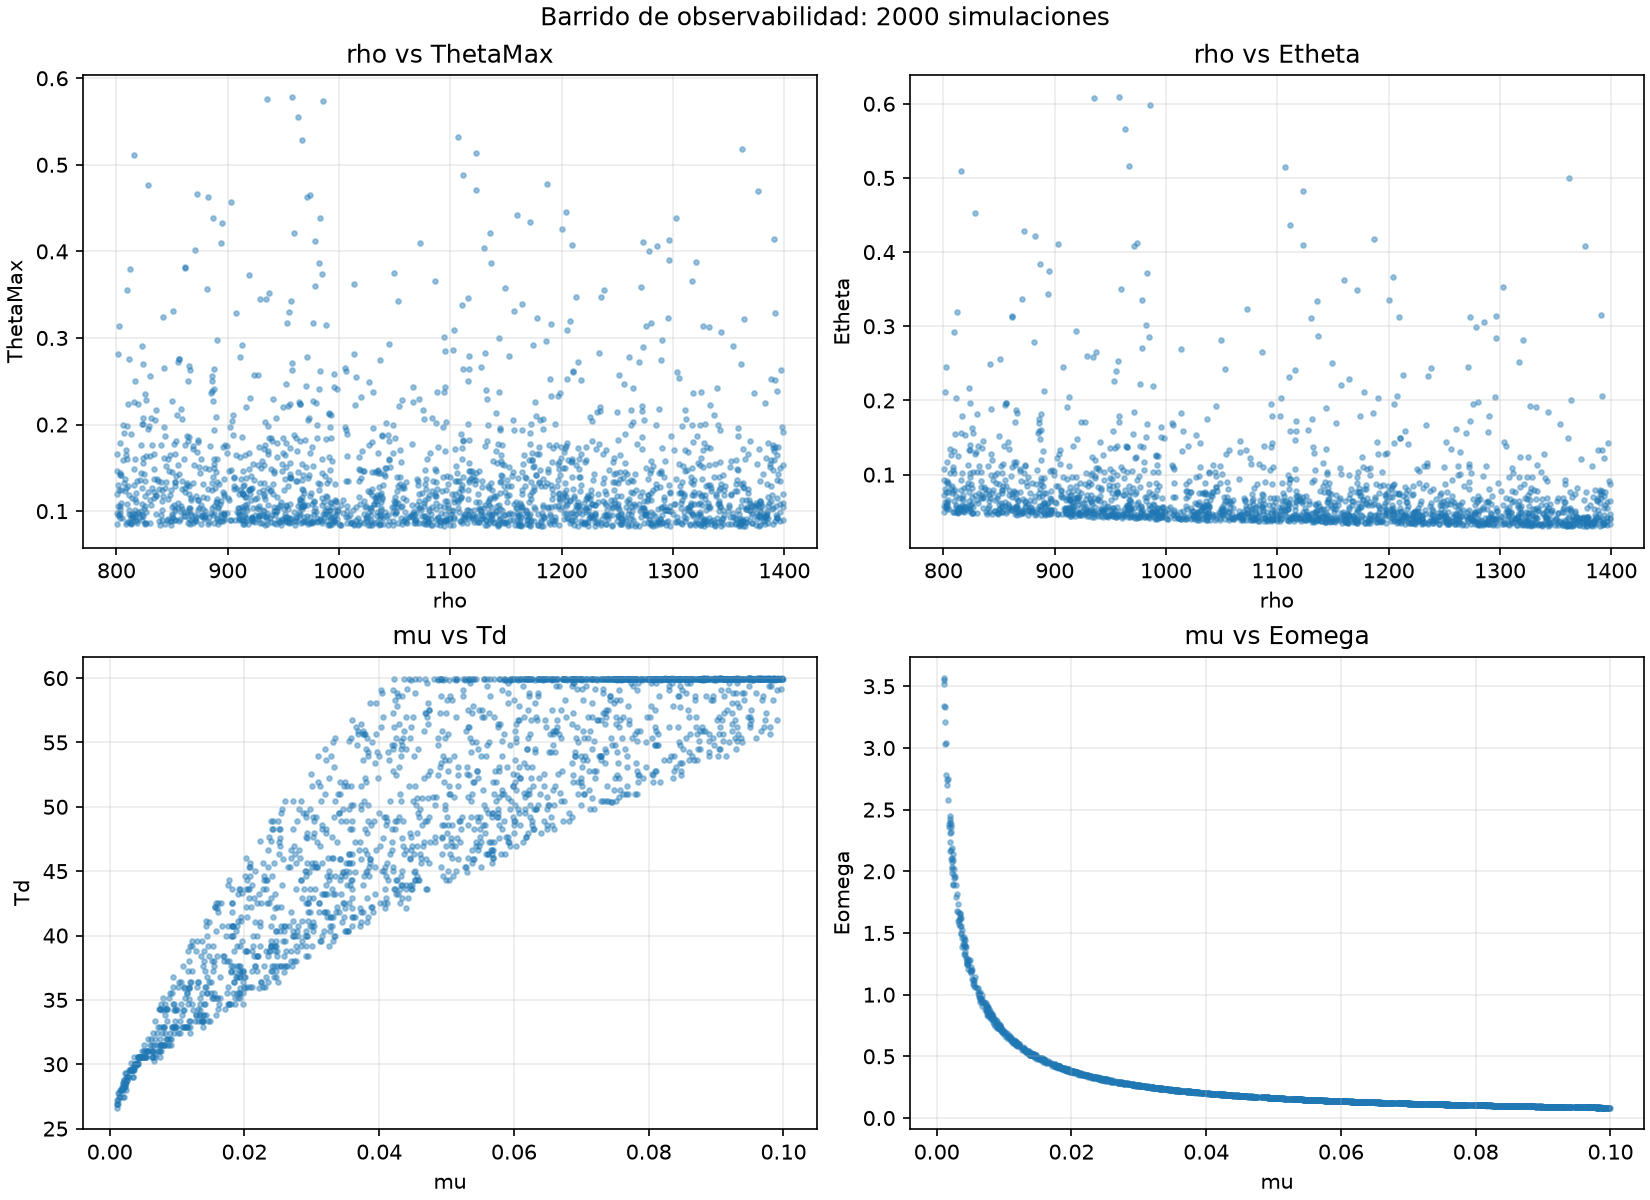 Barrido de observabilidad: 2000 simulaciones
rho vs ThetaMax
0.6
0.5
0.4
0.3
0.2
0.1
ThetaMax
800 900 1000 1100 1200 1300 1400
rho
rho vs Etheta
0.6
0.5
0.4
0.3
0.2
0.1
Etheta
800 900 1000 1100 1200 1300 1400
rho
mu vs Td
60
55
50
45
40
35
30
25
Td
0.00 0.02 0.04 0.06 0.08 0.10
mu
mu vs Eomega
3.5
3.0
2.5
2.0
1.5
1.0
0.5
0.0
Eomega
0.00 0.02 0.04 0.06 0.08 0.10
mu